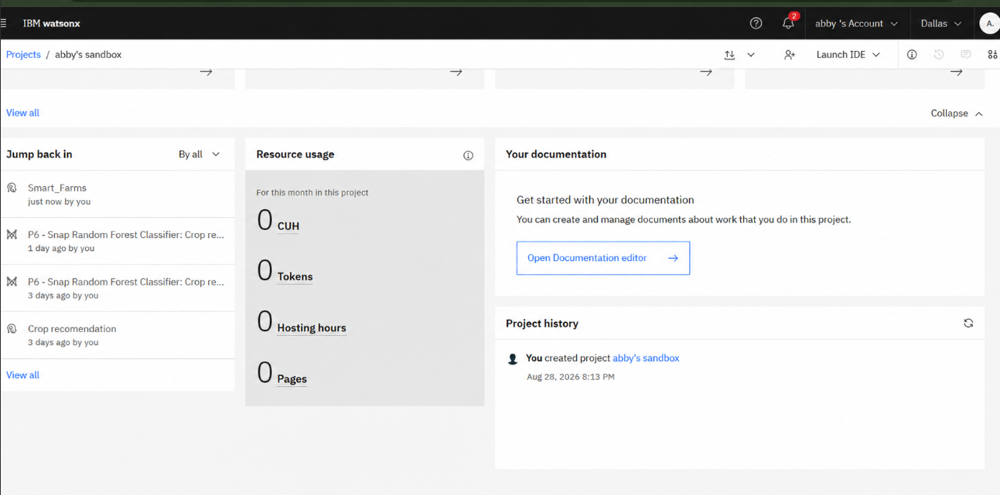 IBM watsonx
2
abby 's Account
Dallas
A.
Projects / abby's sandbox
Launch IDE
View all
Collapse
Jump back in
By all
Smart_Farms
just now by you
P6 - Snap Random Forest Classifier: Crop re...
1 day ago by you
P6 - Snap Random Forest Classifier: Crop re...
3 days ago by you
Crop recomendation
3 days ago by you
View all
Resource usage
For this month in this project
0 CUH
0 Tokens
0 Hosting hours
0 Pages
Your documentation
Get started with your documentation
You can create and manage documents about work that you do in this project.
Open Documentation editor
Project history
You created project abby's sandbox
Aug 28, 2026 8:13 PM